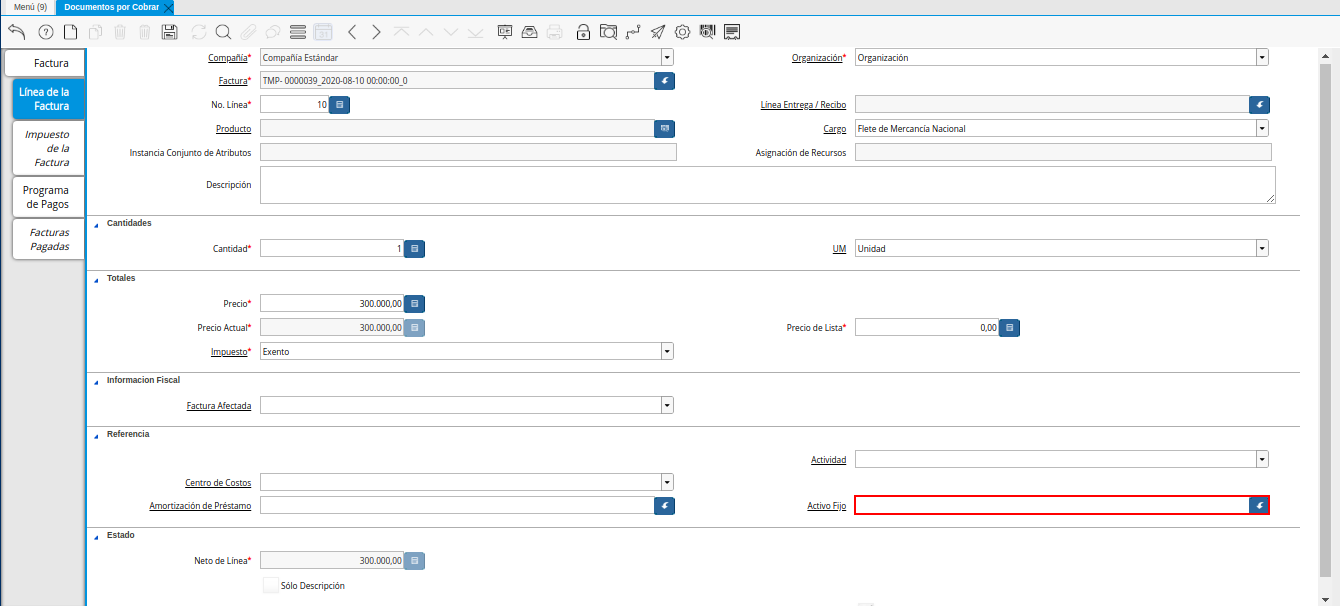 Menú (9)
Documentos por Cobrar
Factura
Línea de la
Factura
Impuesto
de la
Factura
Programa
de Pagos
Facturas
Pagadas
Compañía* Compañía Estándar
Organización* Organización
Factura* TMP- 0000039_2020-08-10 00:00:00_0
No. Línea* 10
Línea Entrega / Recibo
Producto
Cargo Flete de Mercancía Nacional
Instancia Conjunto de Atributos
Asignación de Recursos
Descripción
Cantidades
Cantidad* 1
UM Unidad
Totales
Precio* 300.000,00
Precio Actual* 300.000,00
Precio de Lista* 0,00
Impuesto* Exento
Informacion Fiscal
Factura Afectada
Referencia
Actividad
Centro de Costos
Amortización de Préstamo
Activo Fijo
Estado
Neto de Línea* 300.000,00
Sólo Descripción